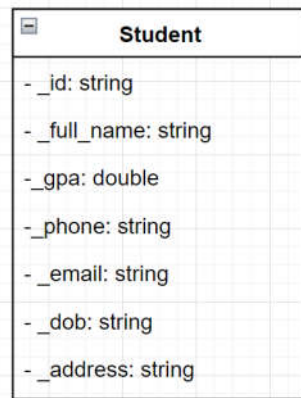 Student
- _id: string
- _full_name: string
-_gpa: double
-_phone: string
- _email: string
- _dob: string
- _address: string